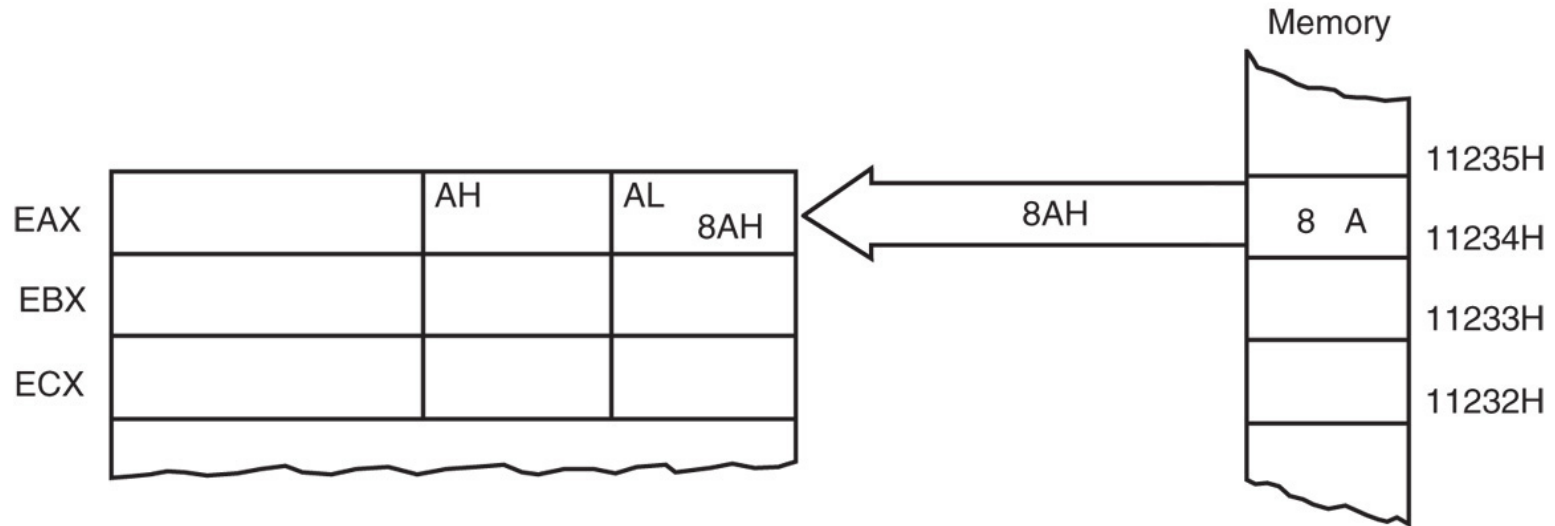 Memory
11235H
AH
AL
EAX
8AH
8AH
8 A
11234H
EBX
11233H
ECX
11232H